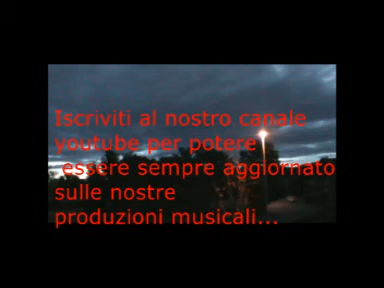 Iscriviti al nostro canale
youtube per potere
essere sempre aggiornato
sulle nostre
produzioni musicali...